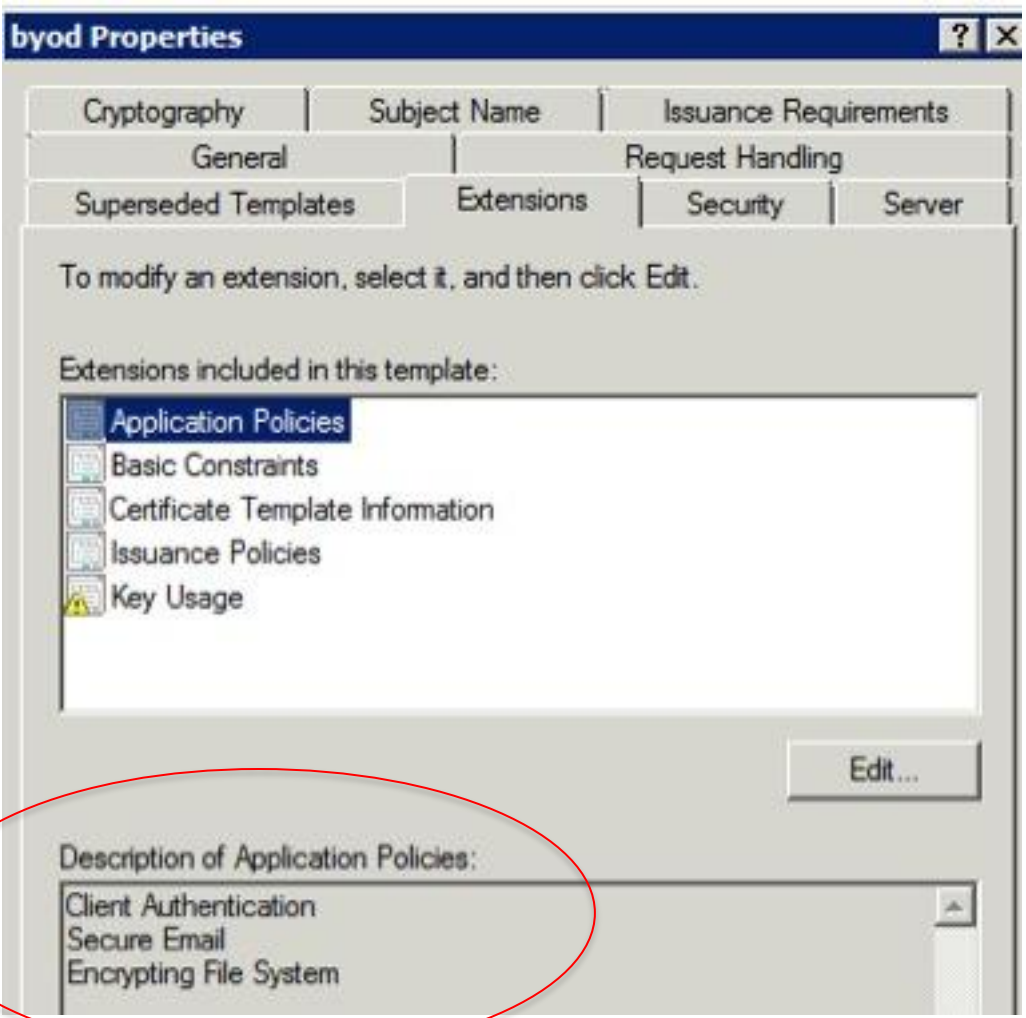 byod Properties
? X
Cryptography Subject Name Issuance Requirements
General Request Handling
Superseded Templates Extensions Security Server
To modify an extension, select it, and then click Edit.
Extensions included in this template:
Application Policies
Basic Constraints
Certificate Template Information
Issuance Policies
Key Usage
Edit...
Description of Application Policies:
Client Authentication
Secure Email
Encrypting File System